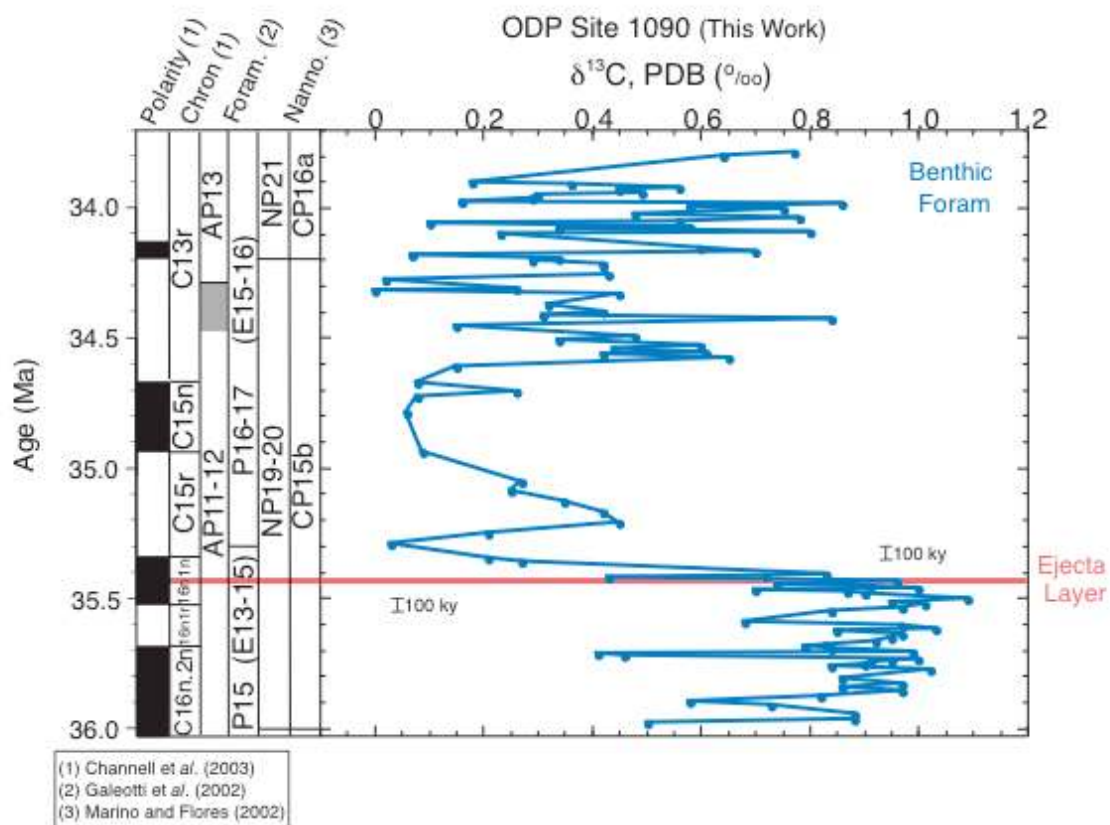 ODP Site 1090 (This Work)
δ¹³C, PDB (°/oo)
Polarity (1)
Chron (1)
Foram. (2)
Nanno. (3)
0 0.2 0.4 0.6 0.8 1.0 1.2
Benthic
Foram
Age (Ma)
34.0
34.5
35.0
35.5
36.0
C13r
C15n
C15r
16n1n
16n1r
C16n.2n
AP13
AP11-12
(E15-16)
P16-17
P15 (E13-15)
NP21
NP19-20
CP16a
CP15b
100 ky
100 ky
Ejecta
Layer
(1) Channell et al. (2003)
(2) Galeotti et al. (2002)
(3) Marino and Flores (2002)